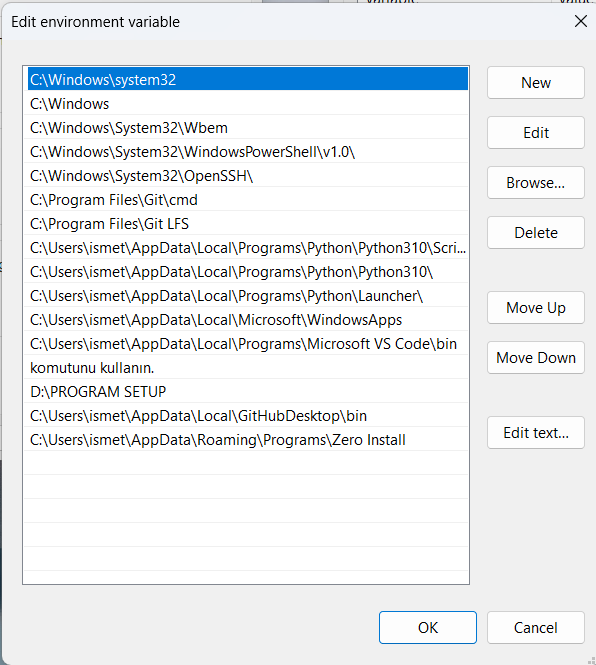 Edit environment variable
C:\Windows\system32
C:\Windows
C:\Windows\System32\Wbem
C:\Windows\System32\WindowsPowerShell\v1.0\
C:\Windows\System32\OpenSSH\
C:\Program Files\Git\cmd
C:\Program Files\Git LFS
C:\Users\ismet\AppData\Local\Programs\Python\Python310\Scri...
C:\Users\ismet\AppData\Local\Programs\Python\Python310\
C:\Users\ismet\AppData\Local\Programs\Python\Launcher\
C:\Users\ismet\AppData\Local\Microsoft\WindowsApps
C:\Users\ismet\AppData\Local\Programs\Microsoft VS Code\bin
komutunu kullanın.
D:\PROGRAM SETUP
C:\Users\ismet\AppData\Local\GitHubDesktop\bin
C:\Users\ismet\AppData\Roaming\Programs\Zero Install
New
Edit
Browse...
Delete
Move Up
Move Down
Edit text...
OK
Cancel